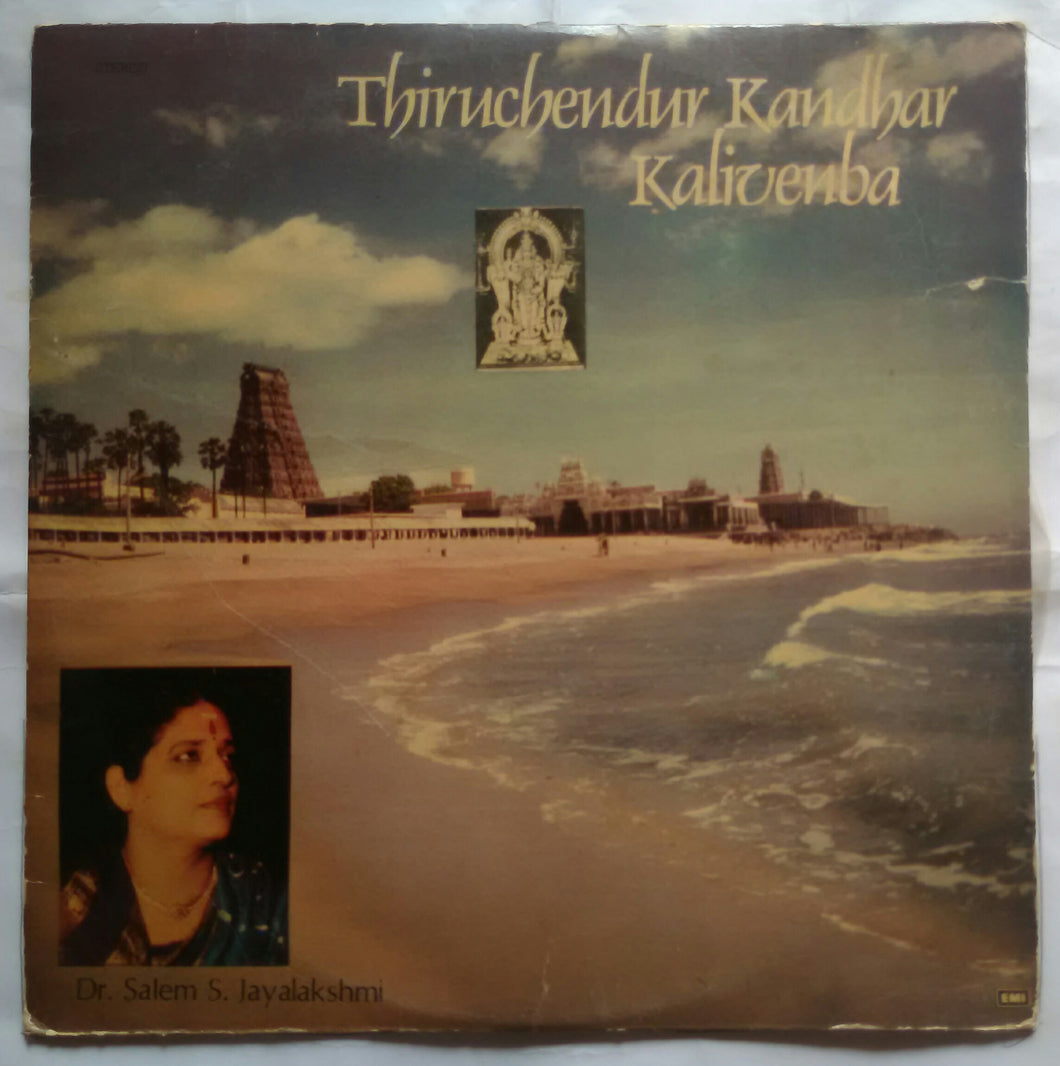 STEREO
Thiruchendur Kandhar
Kalivenba
Dr. Salem S. Jayalakshmi
EMI